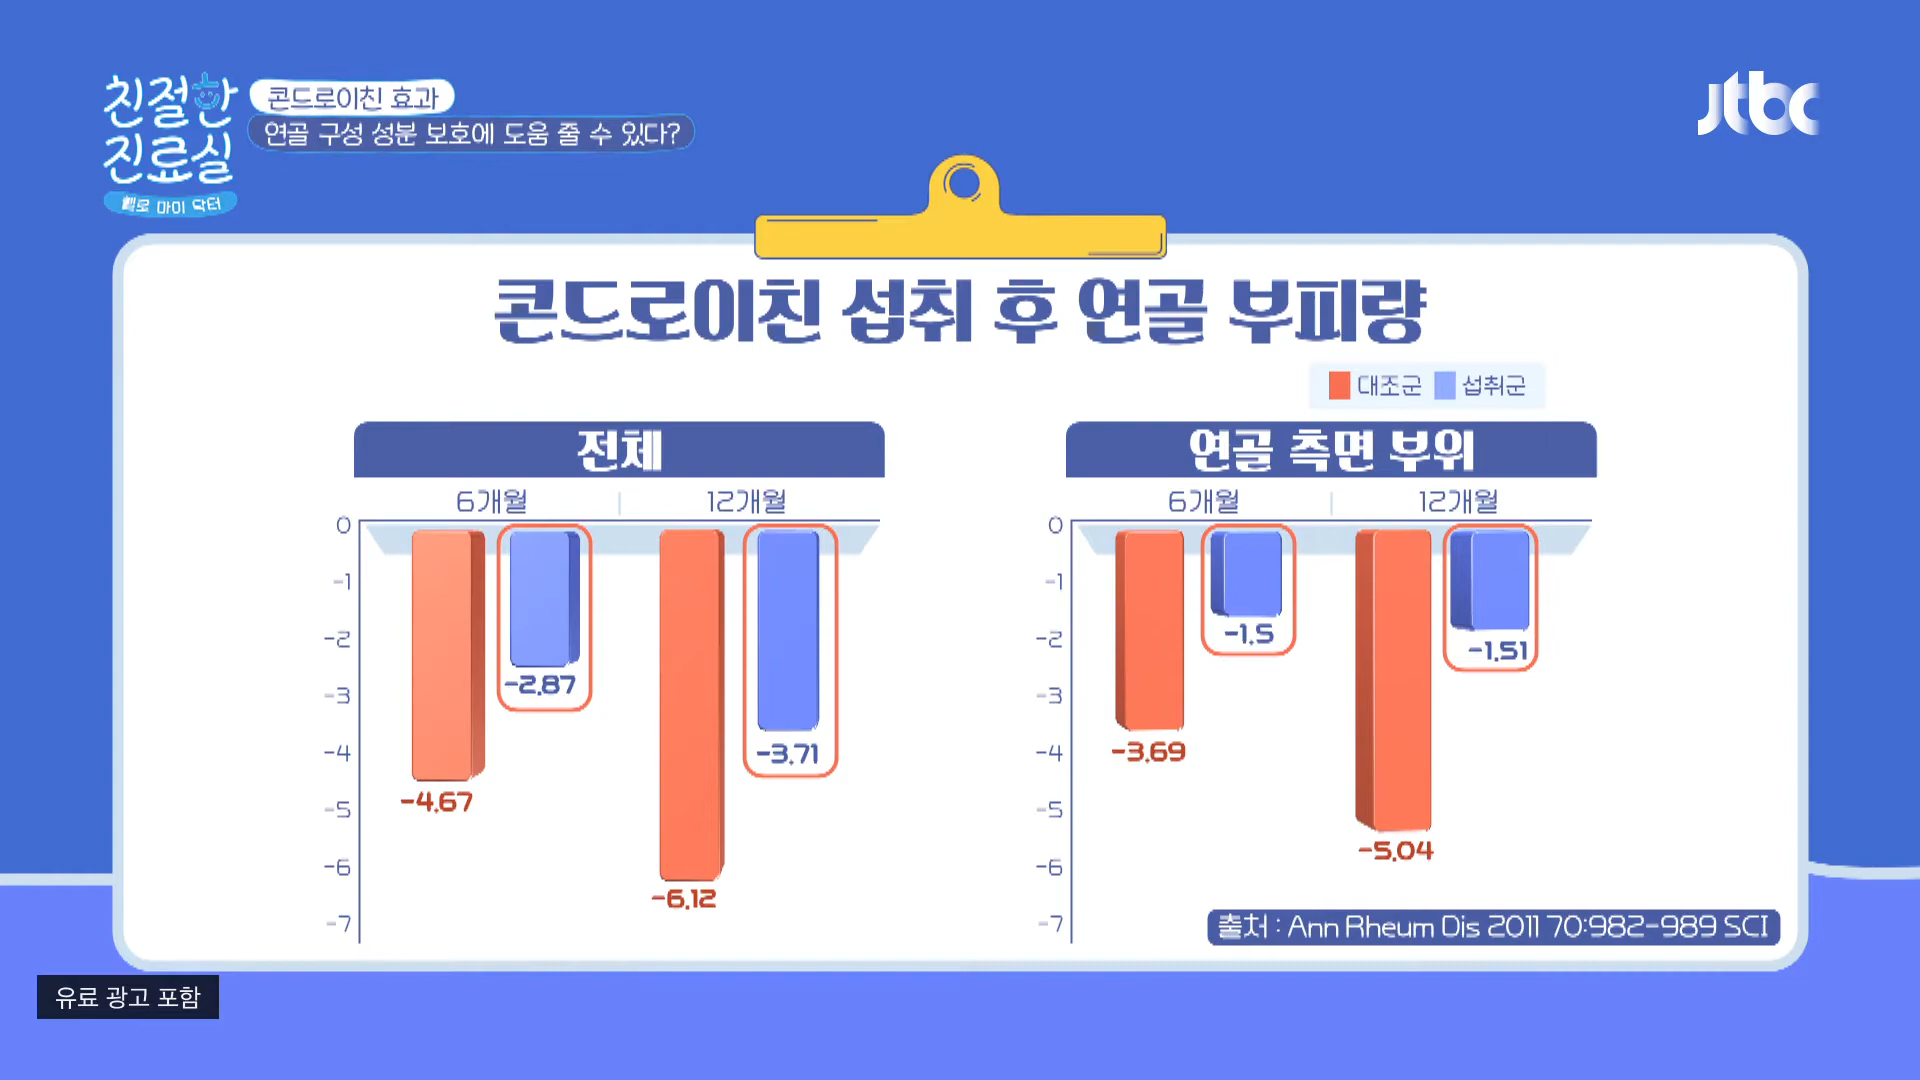 친절한
진료실
헬로 마이 닥터
콘드로이친 효과
연골 구성 성분 보호에 도움 줄 수 있다?
jtbc
콘드로이친 섭취 후 연골 부피량
대조군 섭취군
전체
6개월 12개월
0
-1
-2
-3
-4
-5
-6
-7
-4.67
-2.87
-6.12
-3.71
연골 측면 부위
6개월 12개월
0
-1
-2
-3
-4
-5
-6
-7
-3.69
-1.5
-5.04
-1.51
출처 : Ann Rheum Dis 2011 70:982-989 SCI
유료 광고 포함